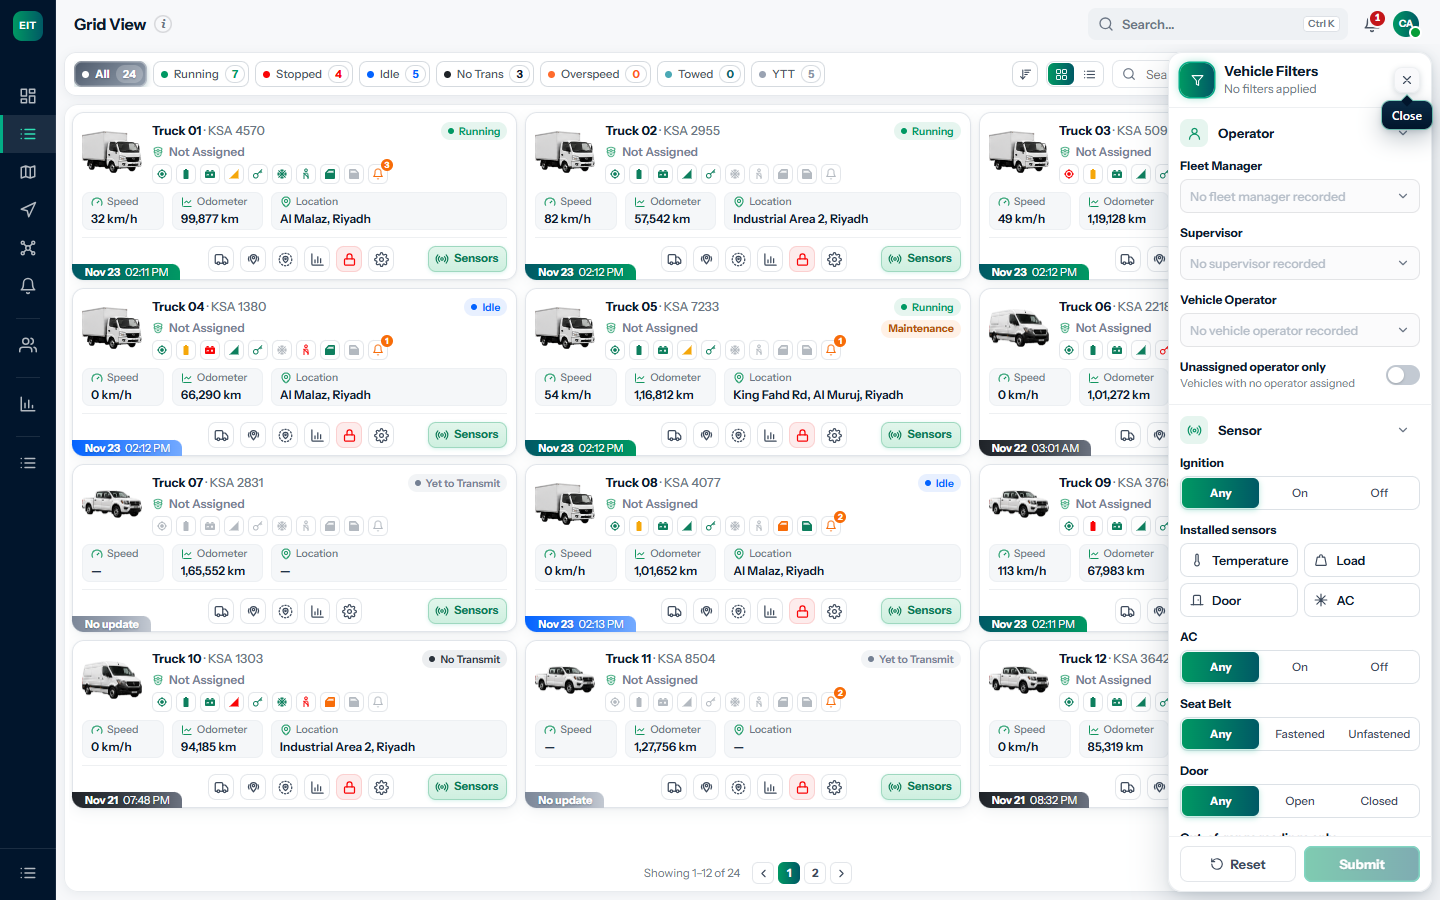 EIT
Grid View
Search...
Ctrl K
1
CA
All 24
Running 7
Stopped 4
Idle 5
No Trans 3
Overspeed 0
Towed 0
YTT 5
Sea
Truck 01 · KSA 4570
Running
Not Assigned
3
Speed
32 km/h
Odometer
99,877 km
Location
Al Malaz, Riyadh
Nov 23 02:11 PM
Sensors
Truck 02 · KSA 2955
Running
Not Assigned
Speed
82 km/h
Odometer
57,542 km
Location
Industrial Area 2, Riyadh
Nov 23 02:12 PM
Sensors
Truck 03 · KSA 509
Not Assigned
Speed
49 km/h
Odometer
1,19,128 km
Nov 23 02:12 PM
Truck 04 · KSA 1380
Idle
Not Assigned
1
Speed
0 km/h
Odometer
66,290 km
Location
Al Malaz, Riyadh
Nov 23 02:12 PM
Sensors
Truck 05 · KSA 7233
Running
Not Assigned
Maintenance
1
Speed
54 km/h
Odometer
1,16,812 km
Location
King Fahd Rd, Al Muruj, Riyadh
Nov 23 02:12 PM
Sensors
Truck 06 · KSA 2218
Not Assigned
Speed
0 km/h
Odometer
1,01,272 km
Nov 22 03:01 AM
Truck 07 · KSA 2831
Yet to Transmit
Not Assigned
Speed
—
Odometer
1,65,552 km
Location
—
No update
Sensors
Truck 08 · KSA 4077
Idle
Not Assigned
2
Speed
0 km/h
Odometer
1,01,652 km
Location
Al Malaz, Riyadh
Nov 23 02:13 PM
Sensors
Truck 09 · KSA 376
Not Assigned
Speed
113 km/h
Odometer
67,983 km
Nov 23 02:11 PM
Truck 10 · KSA 1303
No Transmit
Not Assigned
Speed
0 km/h
Odometer
94,185 km
Location
Industrial Area 2, Riyadh
Nov 21 07:48 PM
Sensors
Truck 11 · KSA 8504
Yet to Transmit
Not Assigned
2
Speed
—
Odometer
1,27,756 km
Location
—
No update
Sensors
Truck 12 · KSA 3642
Not Assigned
Speed
0 km/h
Odometer
85,319 km
Nov 21 08:32 PM
Showing 1–12 of 24
1
2
Vehicle Filters
No filters applied
Close
Operator
Fleet Manager
No fleet manager recorded
Supervisor
No supervisor recorded
Vehicle Operator
No vehicle operator recorded
Unassigned operator only
Vehicles with no operator assigned
Sensor
Ignition
Any On Off
Installed sensors
Temperature
Load
Door
AC
AC
Any On Off
Seat Belt
Any Fastened Unfastened
Door
Any Open Closed
Reset
Submit